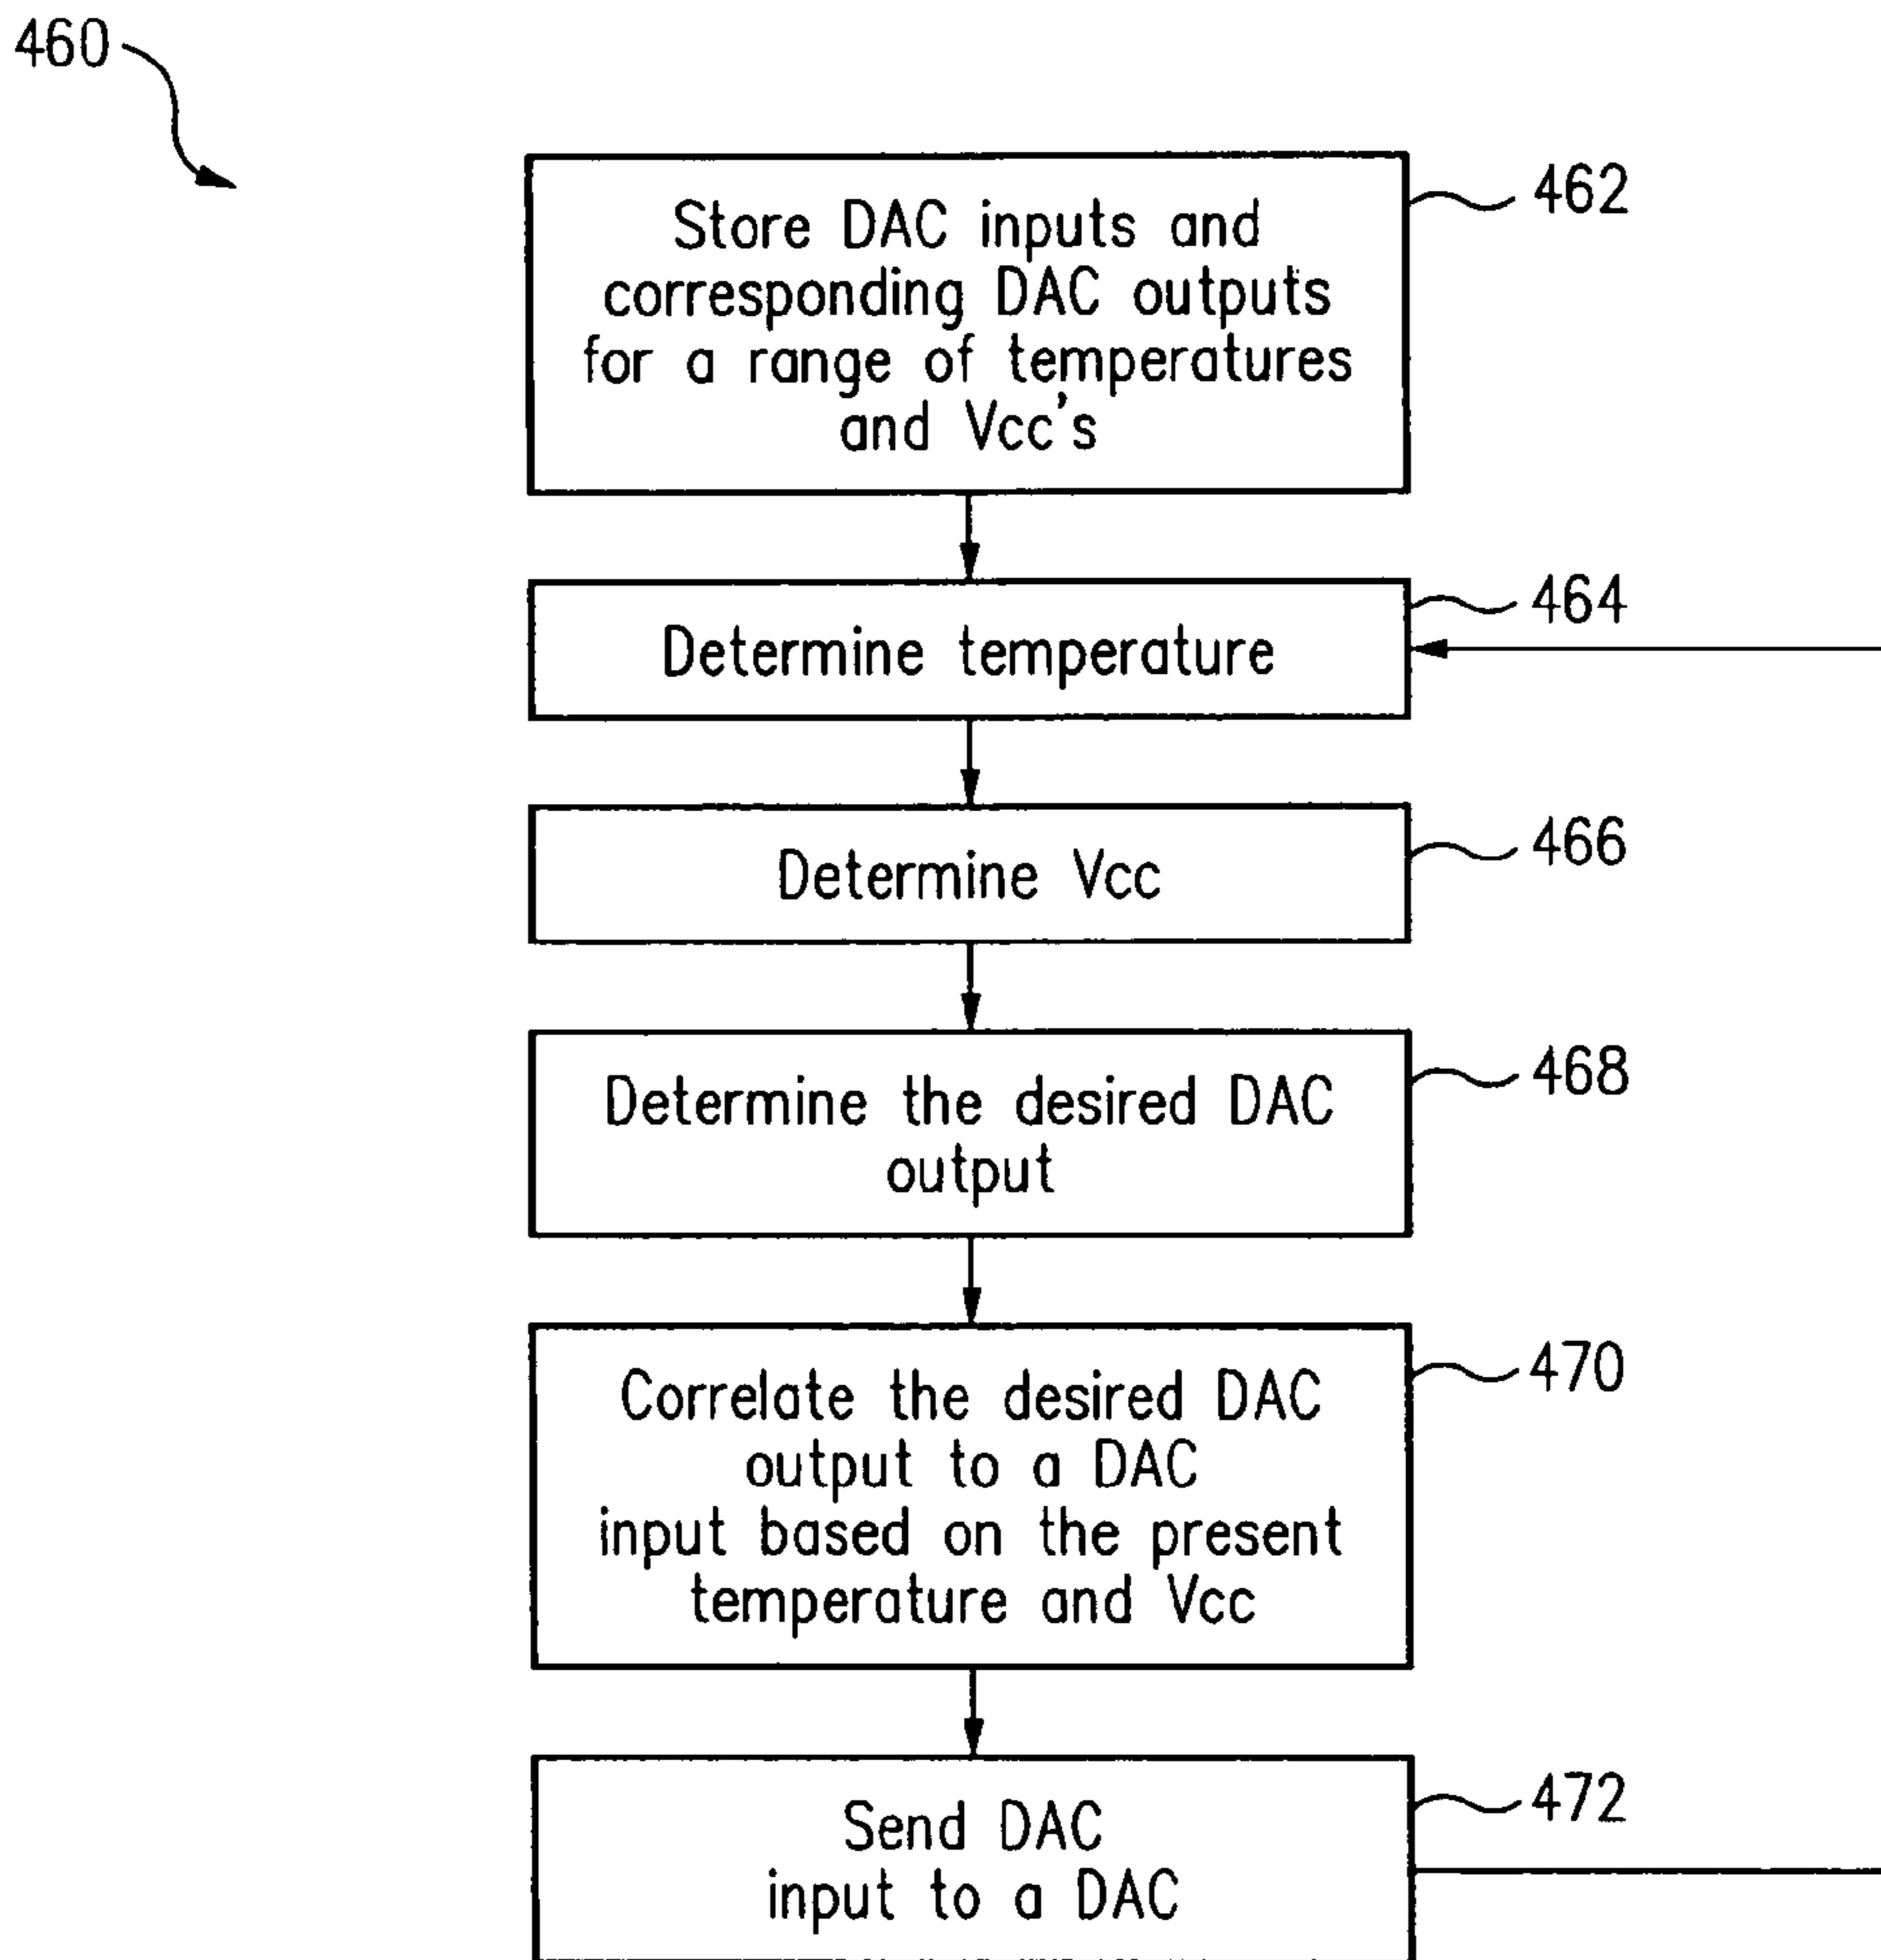 460
Store DAC inputs and
corresponding DAC outputs
for a range of temperatures
and Vcc's
462
Determine temperature
464
Determine Vcc
466
Determine the desired DAC
output
468
Correlate the desired DAC
output to a DAC
input based on the present
temperature and Vcc
470
Send DAC
input to a DAC
472